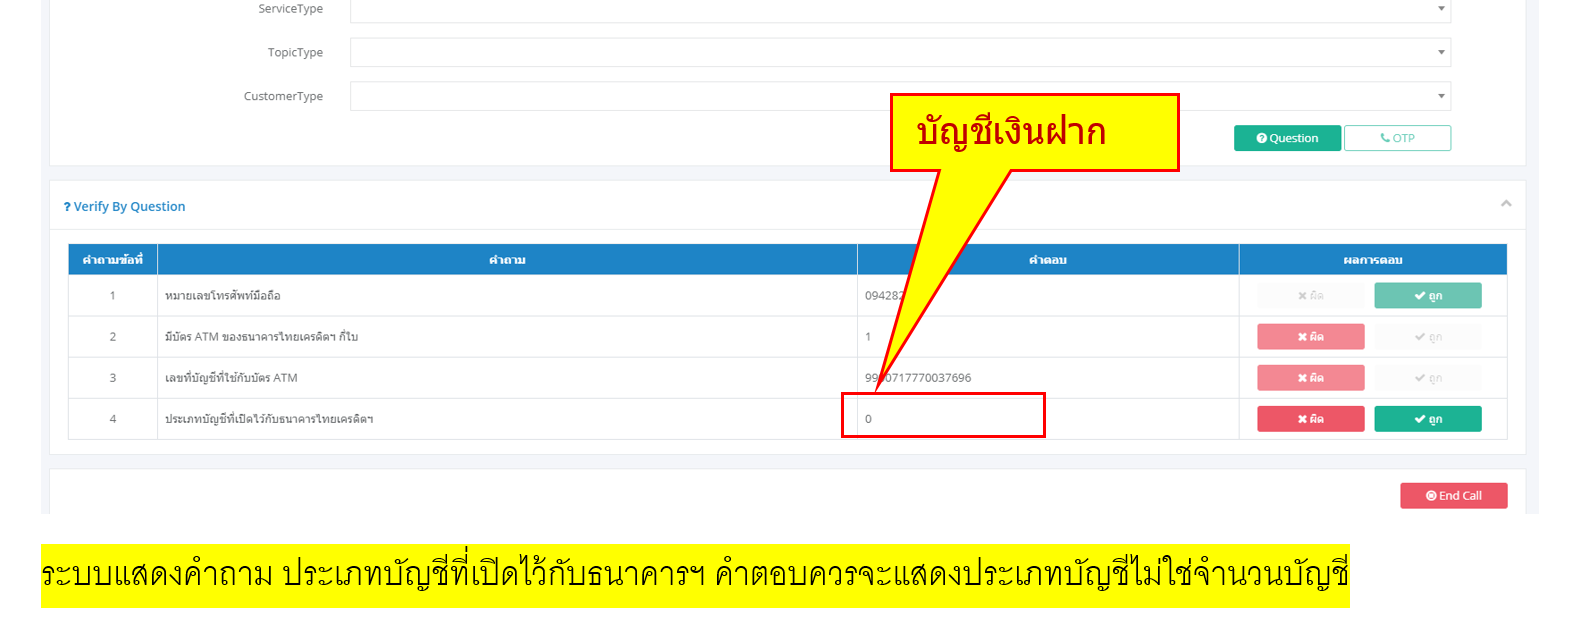 ServiceType
TopicType
CustomerType
บัญชีเงินฝาก
Question OTP
? Verify By Question
คำถามข้อที่ คำถาม คำตอบ ผลการตอบ
1 หมายเลขโทรศัพท์มือถือ 094282 ผิด ถูก
2 มีบัตร ATM ของธนาคารไทยเครดิตฯ กี่ใบ 1 ผิด ถูก
3 เลขที่บัญชีที่ใช้กับบัตร ATM 717770037696 ผิด ถูก
4 ประเภทบัญชีที่เปิดไว้กับธนาคารไทยเครดิตฯ 0 ผิด ถูก
End Call
ระบบแสดงคำถาม ประเภทบัญชีที่เปิดไว้กับธนาคารฯ คำตอบควรจะแสดงประเภทบัญชีไม่ใช่จำนวนบัญชี